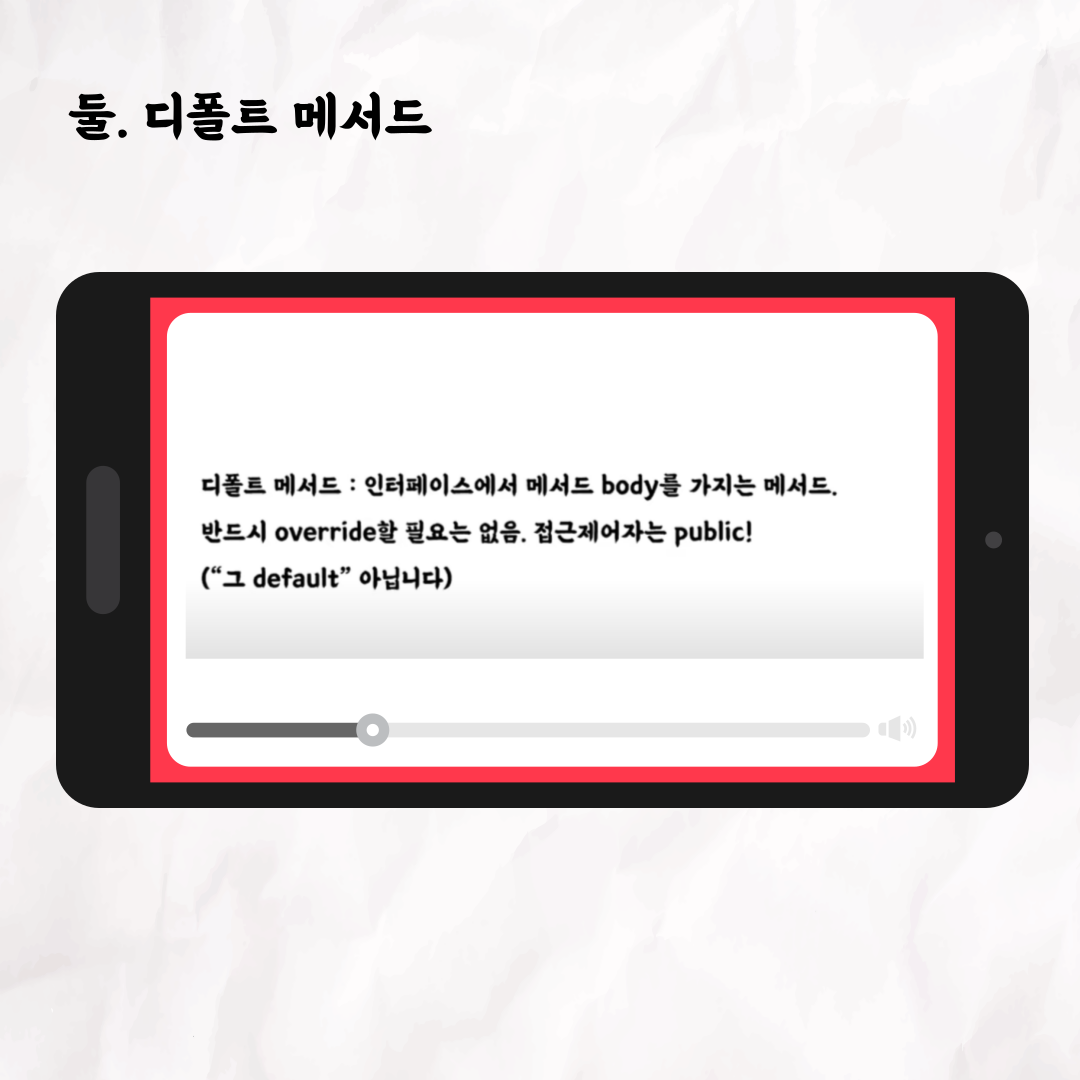 둘. 디폴트 메서드
디폴트 메서드 : 인터페이스에서 메서드 body를 가지는 메서드.
반드시 override할 필요는 없음. 접근제어자는 public!
(“그 default” 아닙니다)